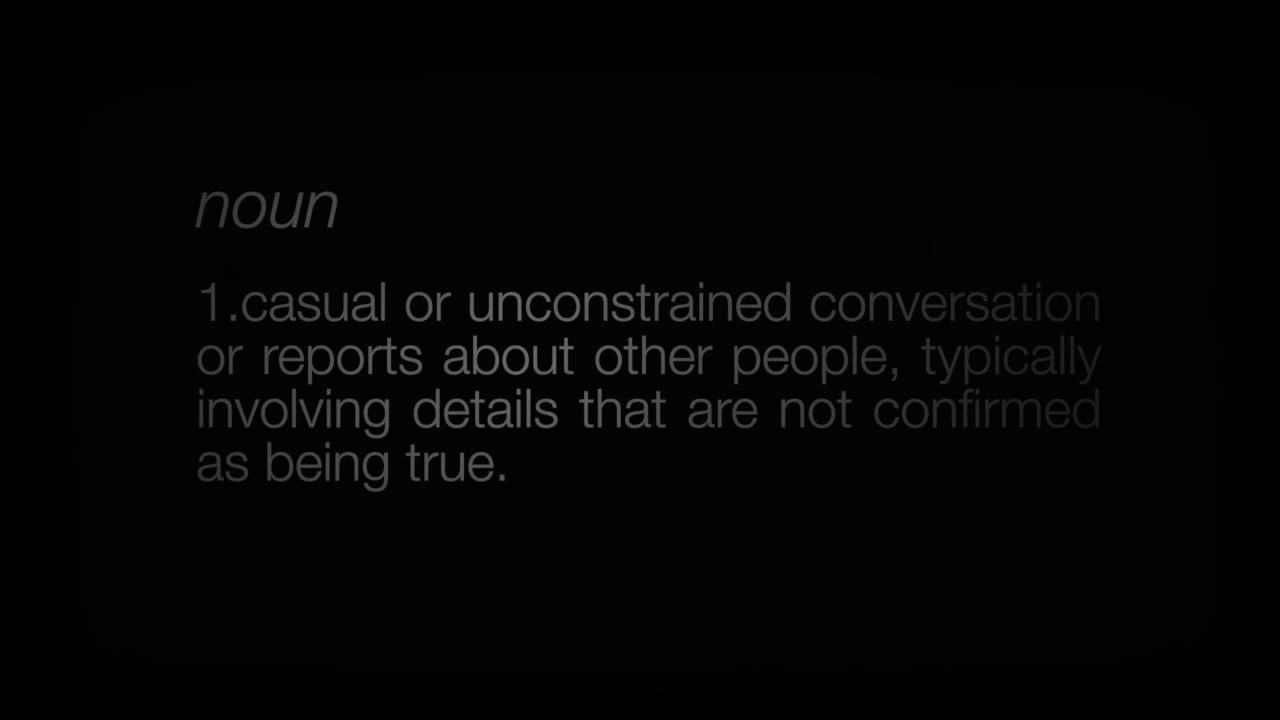 noun
1.casual or unconstrained conversation
or reports about other people, typically
involving details that are not confirmed
as being true.